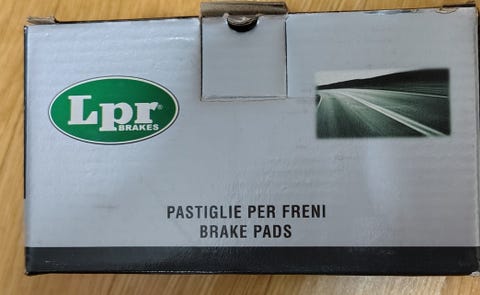 Lpr®
BRAKES
PASTIGLIE PER FRENI
BRAKE PADS